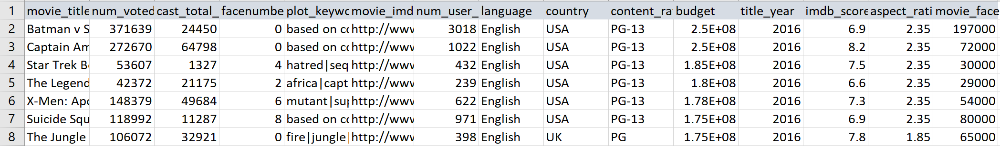 1 movie_title num_voted cast_total_ facenumbe plot_keywo movie_imd num_user_ language country content_ra budget title_year imdb_score aspect_rati movie_face
2 Batman v S 371639 24450 0 based on co http://www 3018 English USA PG-13 2.5E+08 2016 6.9 2.35 197000
3 Captain Am 272670 64798 0 based on co http://www 1022 English USA PG-13 2.5E+08 2016 8.2 2.35 72000
4 Star Trek Be 53607 1327 4 hatred|seq http://www 432 English USA PG-13 1.85E+08 2016 7.5 2.35 30000
5 The Legend 42372 21175 2 africa|capt http://www 239 English USA PG-13 1.8E+08 2016 6.6 2.35 29000
6 X-Men: Apo 148379 49684 6 mutant|sup http://www 622 English USA PG-13 1.78E+08 2016 7.3 2.35 54000
7 Suicide Squ 118992 11287 8 based on co http://www 971 English USA PG-13 1.75E+08 2016 6.9 2.35 80000
8 The Jungle 106072 32921 0 fire|jungle| http://www 398 English UK PG 1.75E+08 2016 7.8 1.85 65000